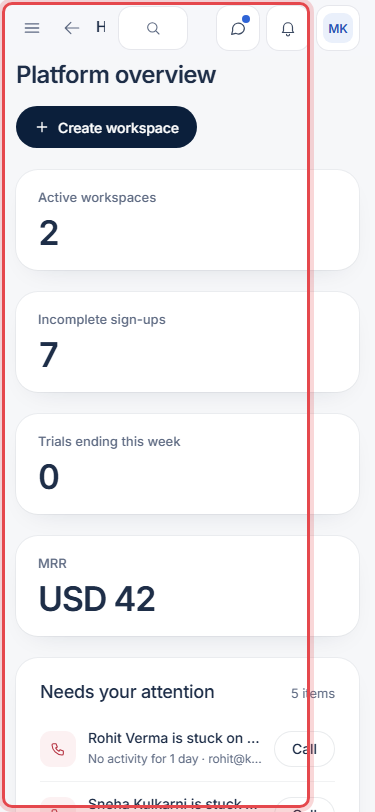 H
MK
Platform overview
+ Create workspace
Active workspaces
2
Incomplete sign-ups
7
Trials ending this week
0
MRR
USD 42
Needs your attention
5 items
Rohit Verma is stuck on ...
Call
No activity for 1 day · rohit@k...
Sneha Kulkarni is stuck ...
Call